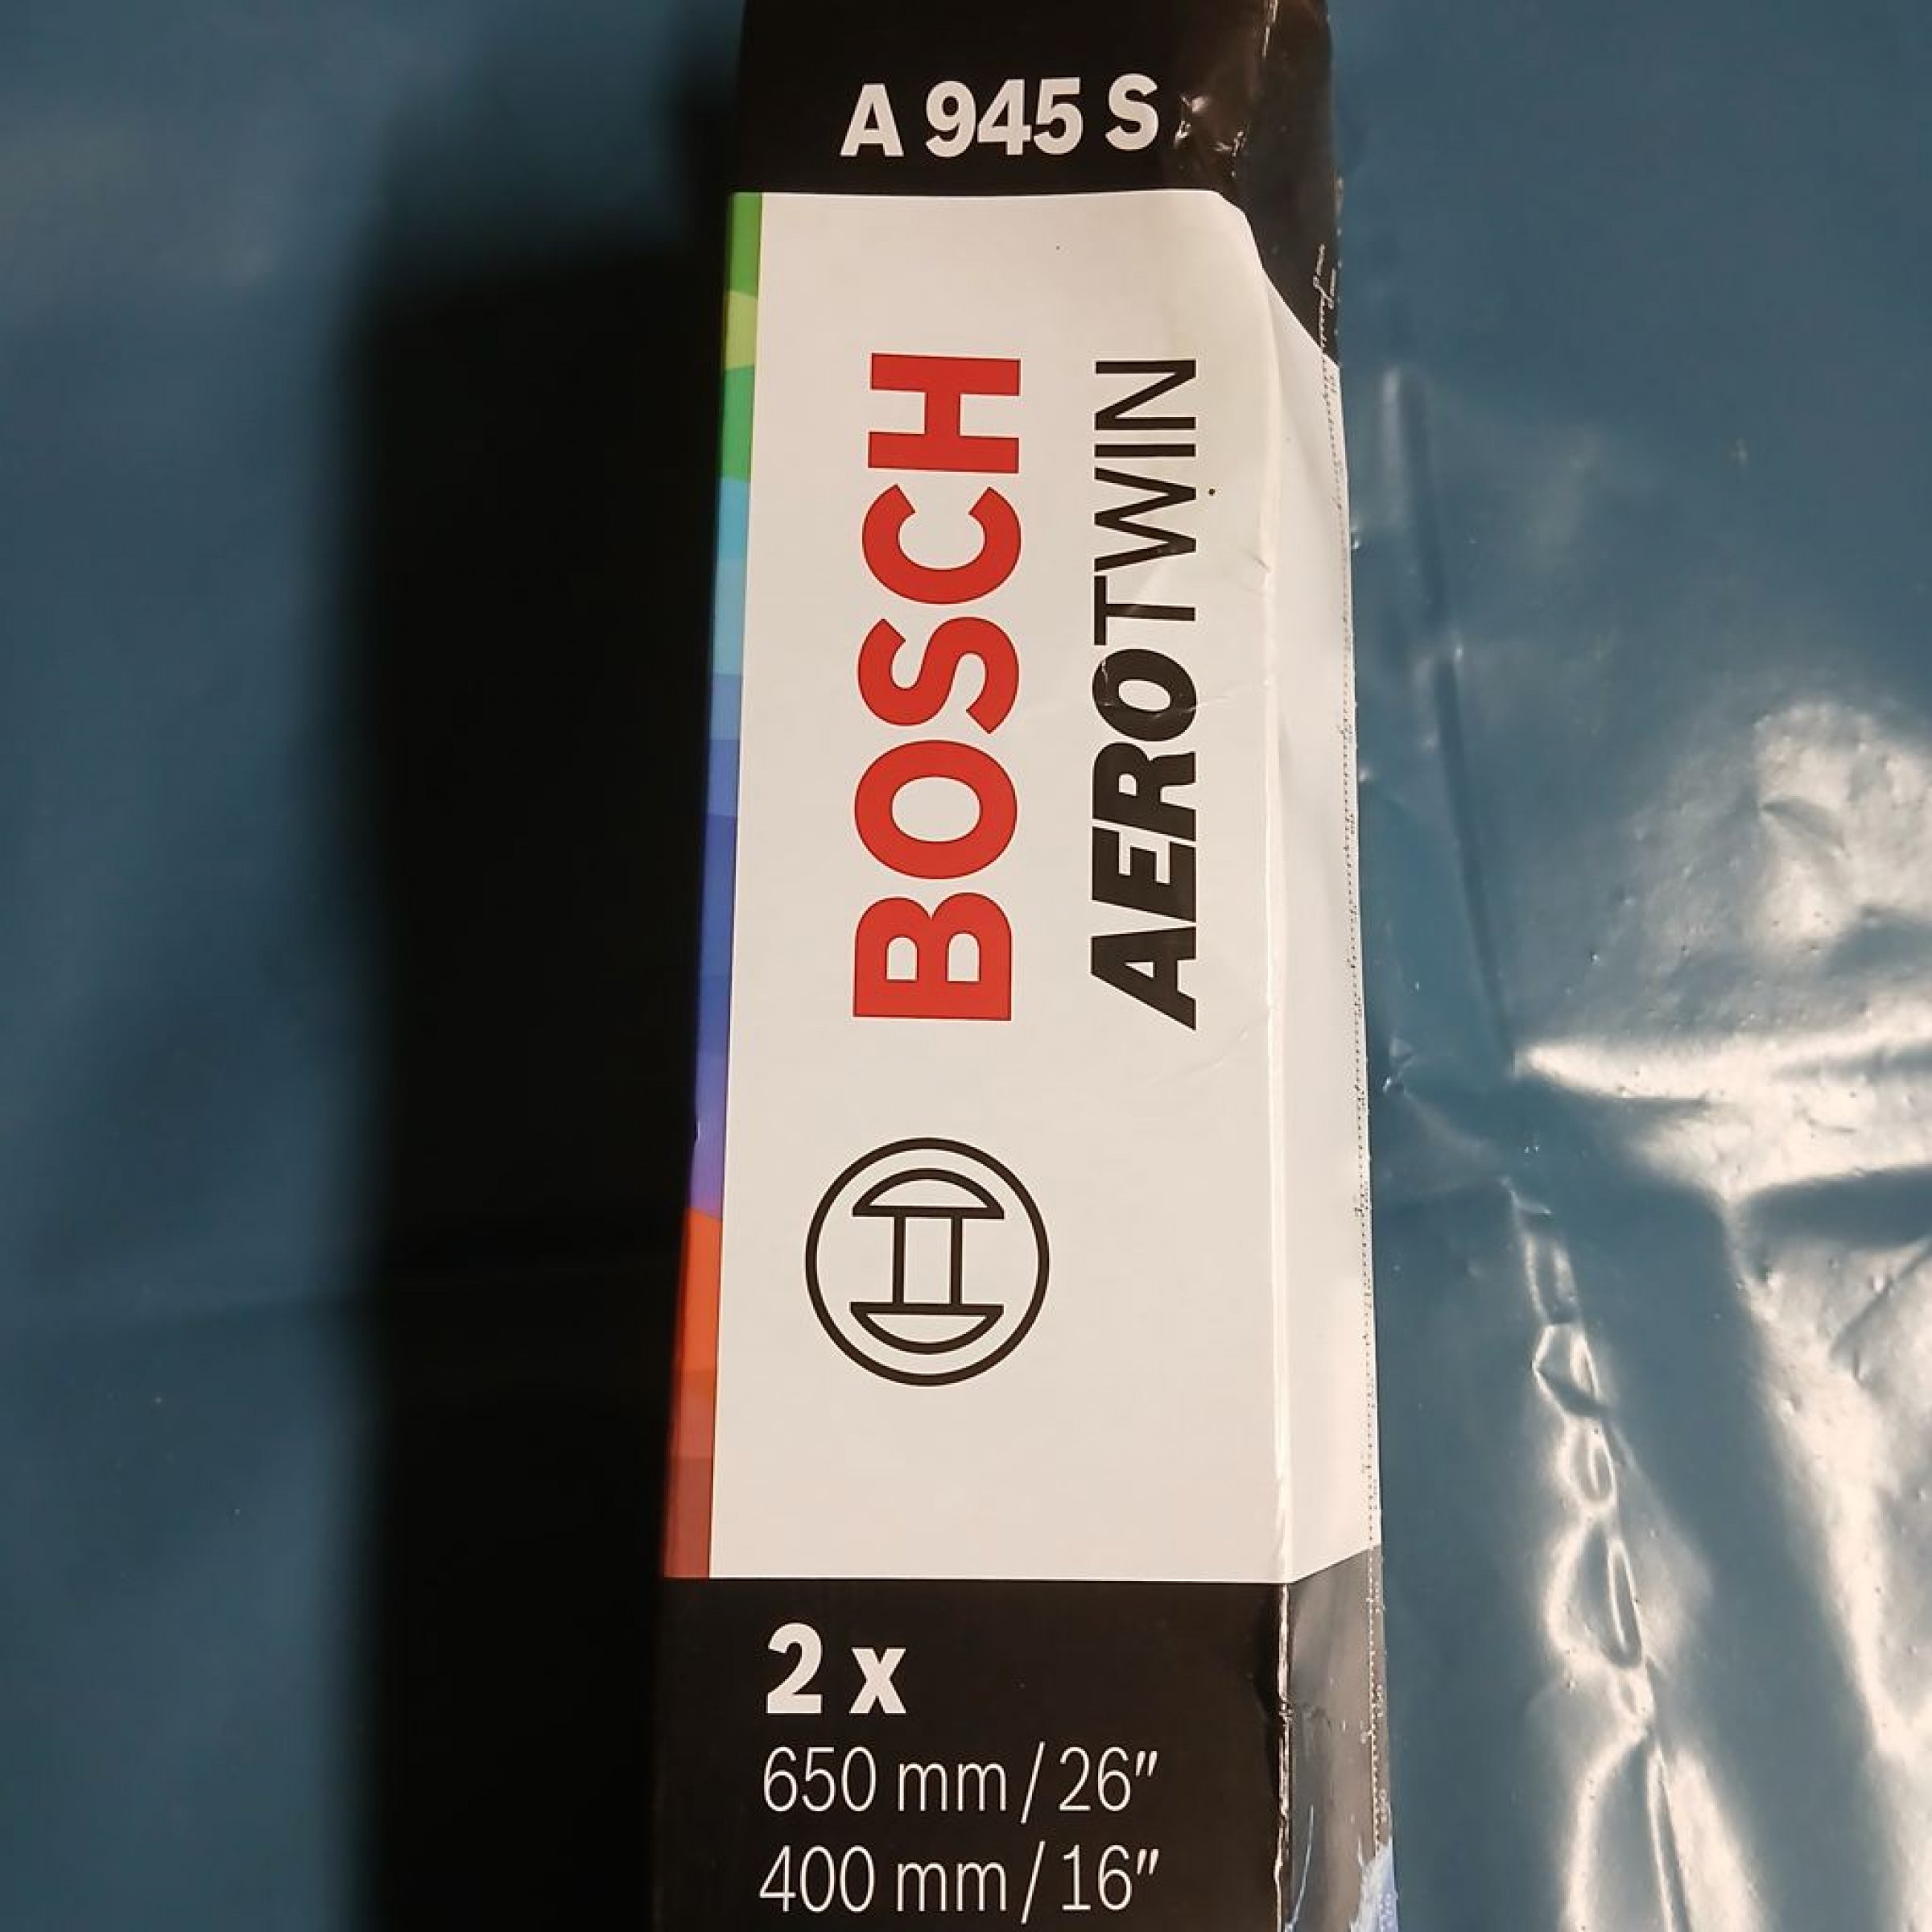 A 945 S
BOSCH
AEROTWIN
2 x
650 mm/26″
400 mm/16″